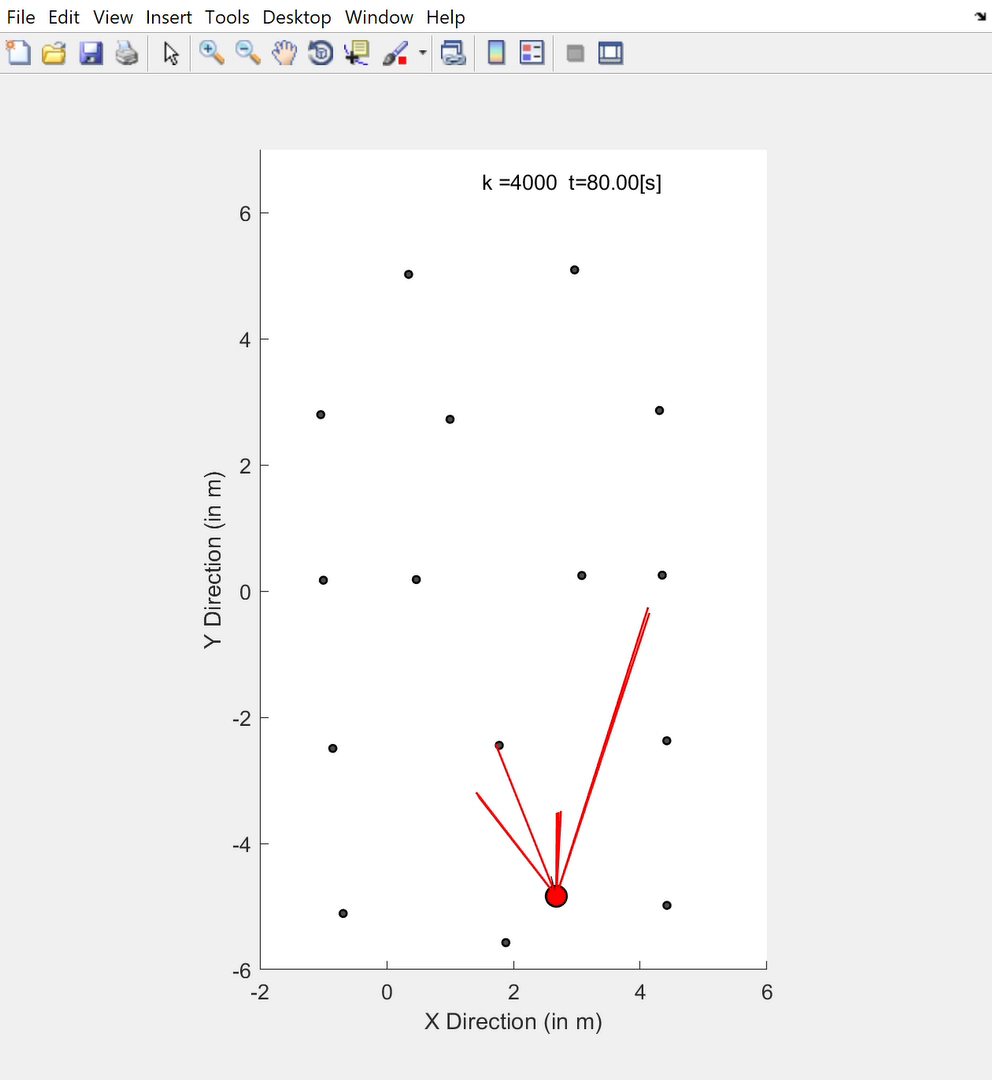 File Edit View Insert Tools Desktop Window Help
k =4000 t=80.00[s]
6
4
2
0
-2
-4
-6
Y Direction (in m)
-2 0 2 4 6
X Direction (in m)